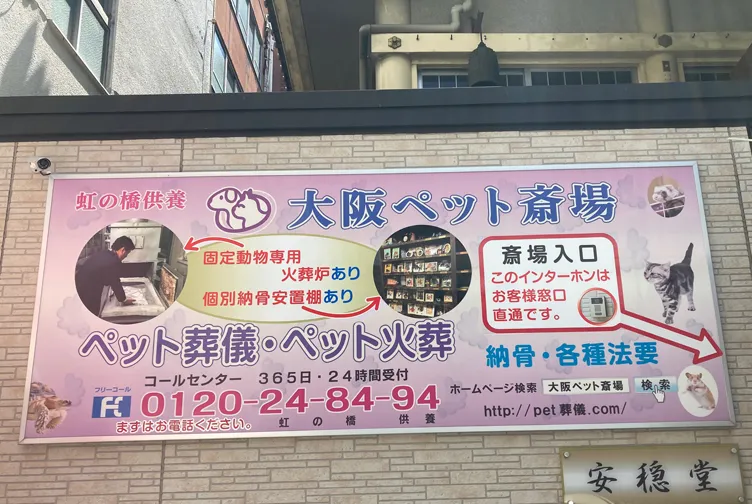 虹の橋供養
大阪ペット斎場
固定動物専用
火葬炉あり
個別納骨安置棚あり
斎場入口
このインターホンは
お客様窓口
直通です。
ペット葬儀・ペット火葬
納骨・各種法要
コールセンター 365日・24時間受付
フリーコール
0120-24-84-94
まずはお電話ください。
虹の橋供養
ホームページ検索 大阪ペット斎場 検索
http://pet葬儀.com/
安穏堂